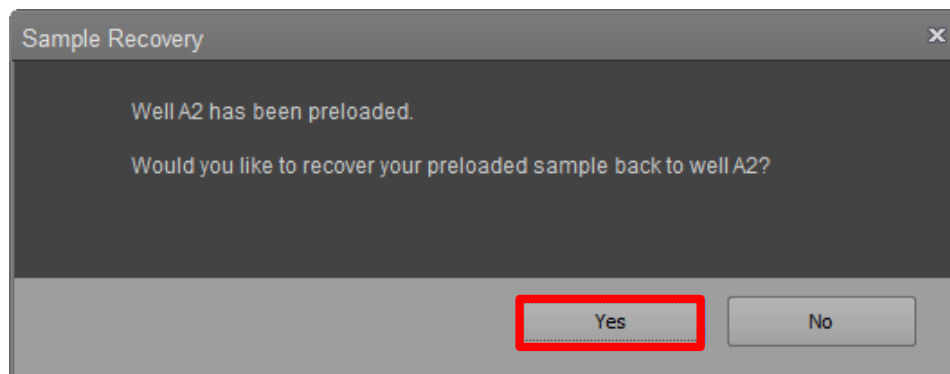 Sample Recovery
Well A2 has been preloaded.
Would you like to recover your preloaded sample back to well A2?
Yes
No